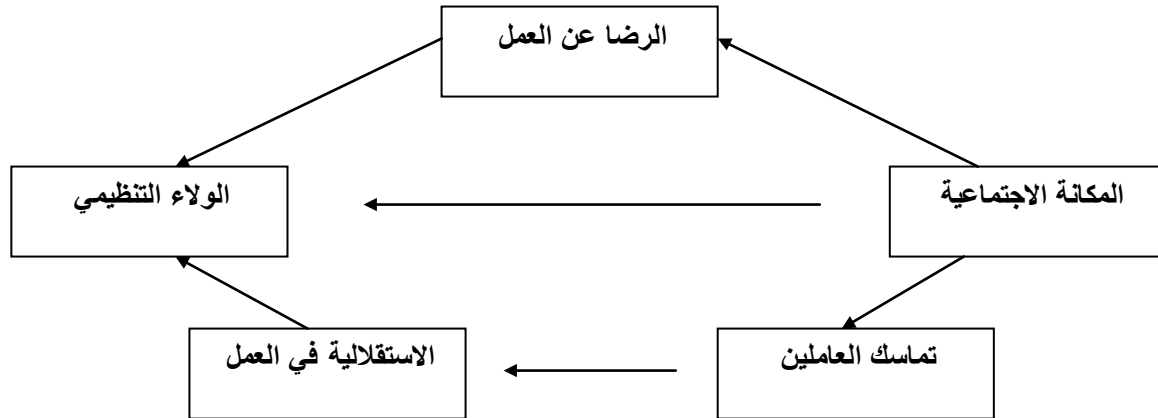 الرضا عن العمل
المكانة الاجتماعية
الولاء التنظيمي
تماسك العاملين
الاستقلالية في العمل